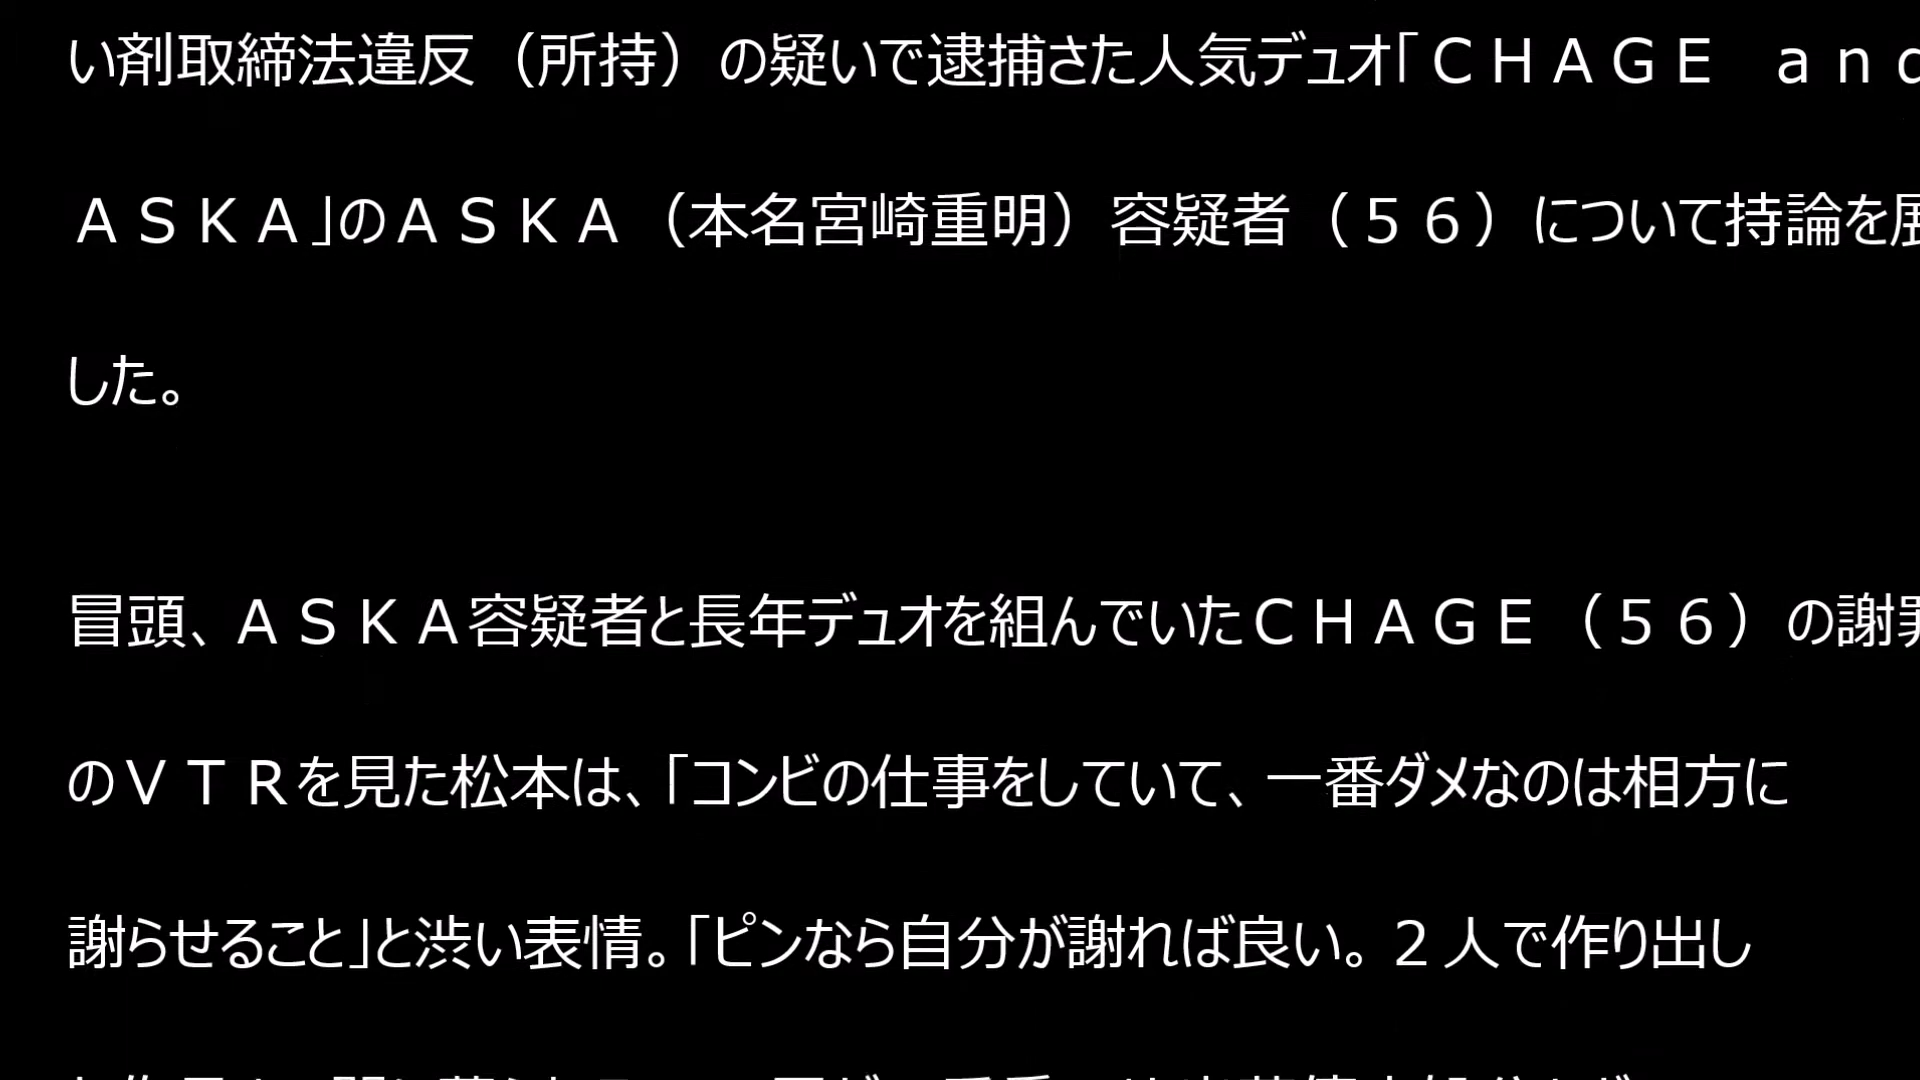 い剤取締法違反（所持）の疑いで逮捕さた人気デュオ「ＣＨＡＧＥ　ａｎｄ
ＡＳＫＡ」のＡＳＫＡ（本名宮崎重明）容疑者（５６）について持論を展
した。
冒頭、ＡＳＫＡ容疑者と長年デュオを組んでいたＣＨＡＧＥ（５６）の謝罪
のＶＴＲを見た松本は、「コンビの仕事をしていて、一番ダメなのは相方に
謝らせること」と渋い表情。「ピンなら自分が謝れば良い。２人で作り出し